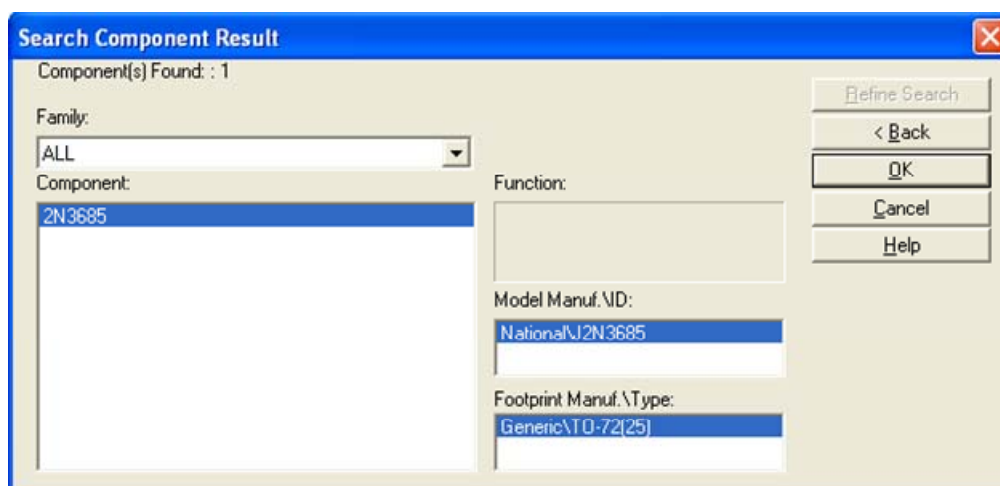 Search Component Result
Component(s) Found: : 1
Refine Search
Family:
< Back
ALL
OK
Component:
Function:
2N3685
Cancel
Help
Model Manuf.\ID:
National\J2N3685
Footprint Manuf.\Type:
Generic\TO-72(25)